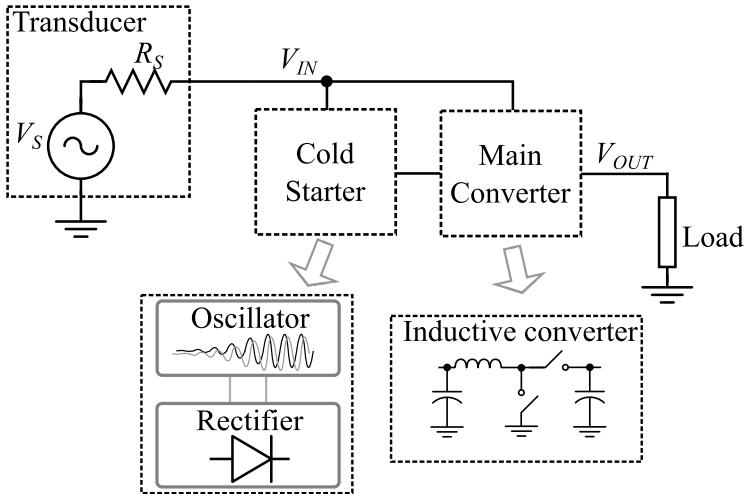 Transducer
R_S
V_IN
V_S
Cold
Starter
Main
Converter
V_OUT
Load
Oscillator
Rectifier
Inductive converter